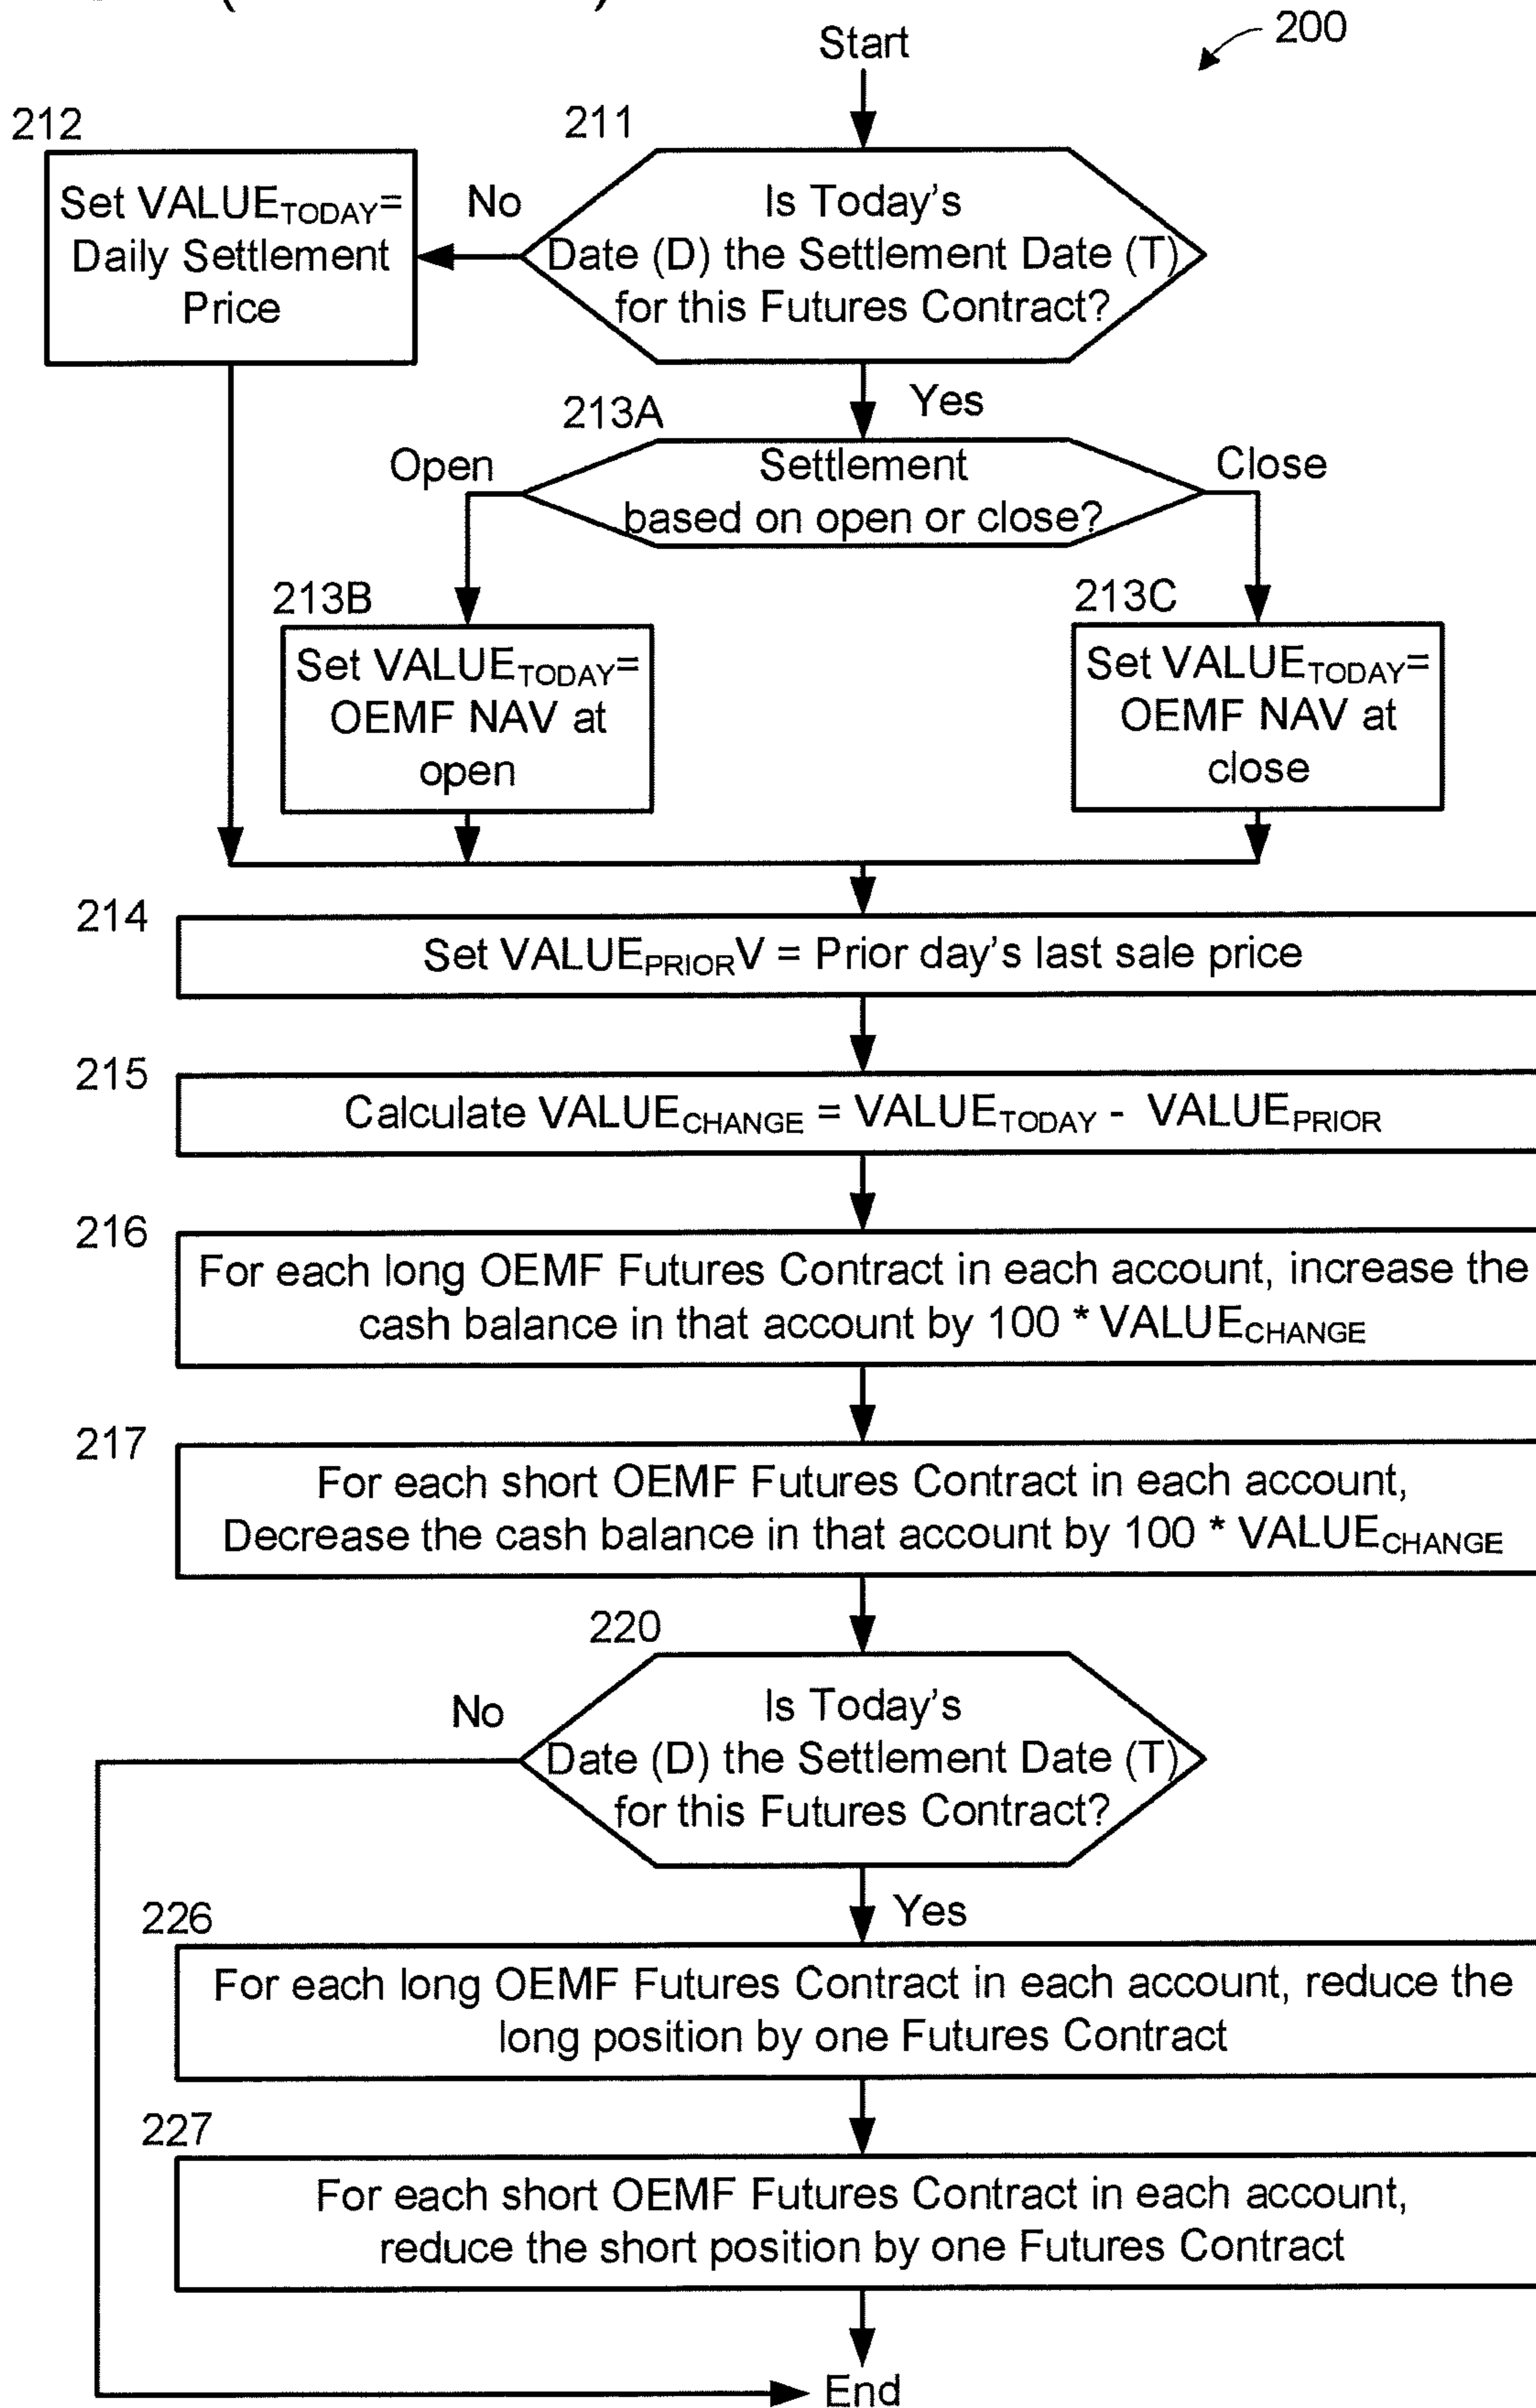 Start
200
211
212
Is Today's
Date (D) the Settlement Date (T)
for this Futures Contract?
No
Set VALUETODAY=
Daily Settlement
Price
Yes
213A
Settlement
based on open or close?
Open
Close
213B
Set VALUETODAY=
OEMF NAV at
open
213C
Set VALUETODAY=
OEMF NAV at
close
214
Set VALUEPRIORV = Prior day's last sale price
215
Calculate VALUECHANGE = VALUETODAY - VALUEPRIOR
216
For each long OEMF Futures Contract in each account, increase the
cash balance in that account by 100 * VALUECHANGE
217
For each short OEMF Futures Contract in each account,
Decrease the cash balance in that account by 100 * VALUECHANGE
220
Is Today's
Date (D) the Settlement Date (T)
for this Futures Contract?
No
Yes
226
For each long OEMF Futures Contract in each account, reduce the
long position by one Futures Contract
227
For each short OEMF Futures Contract in each account,
reduce the short position by one Futures Contract
End